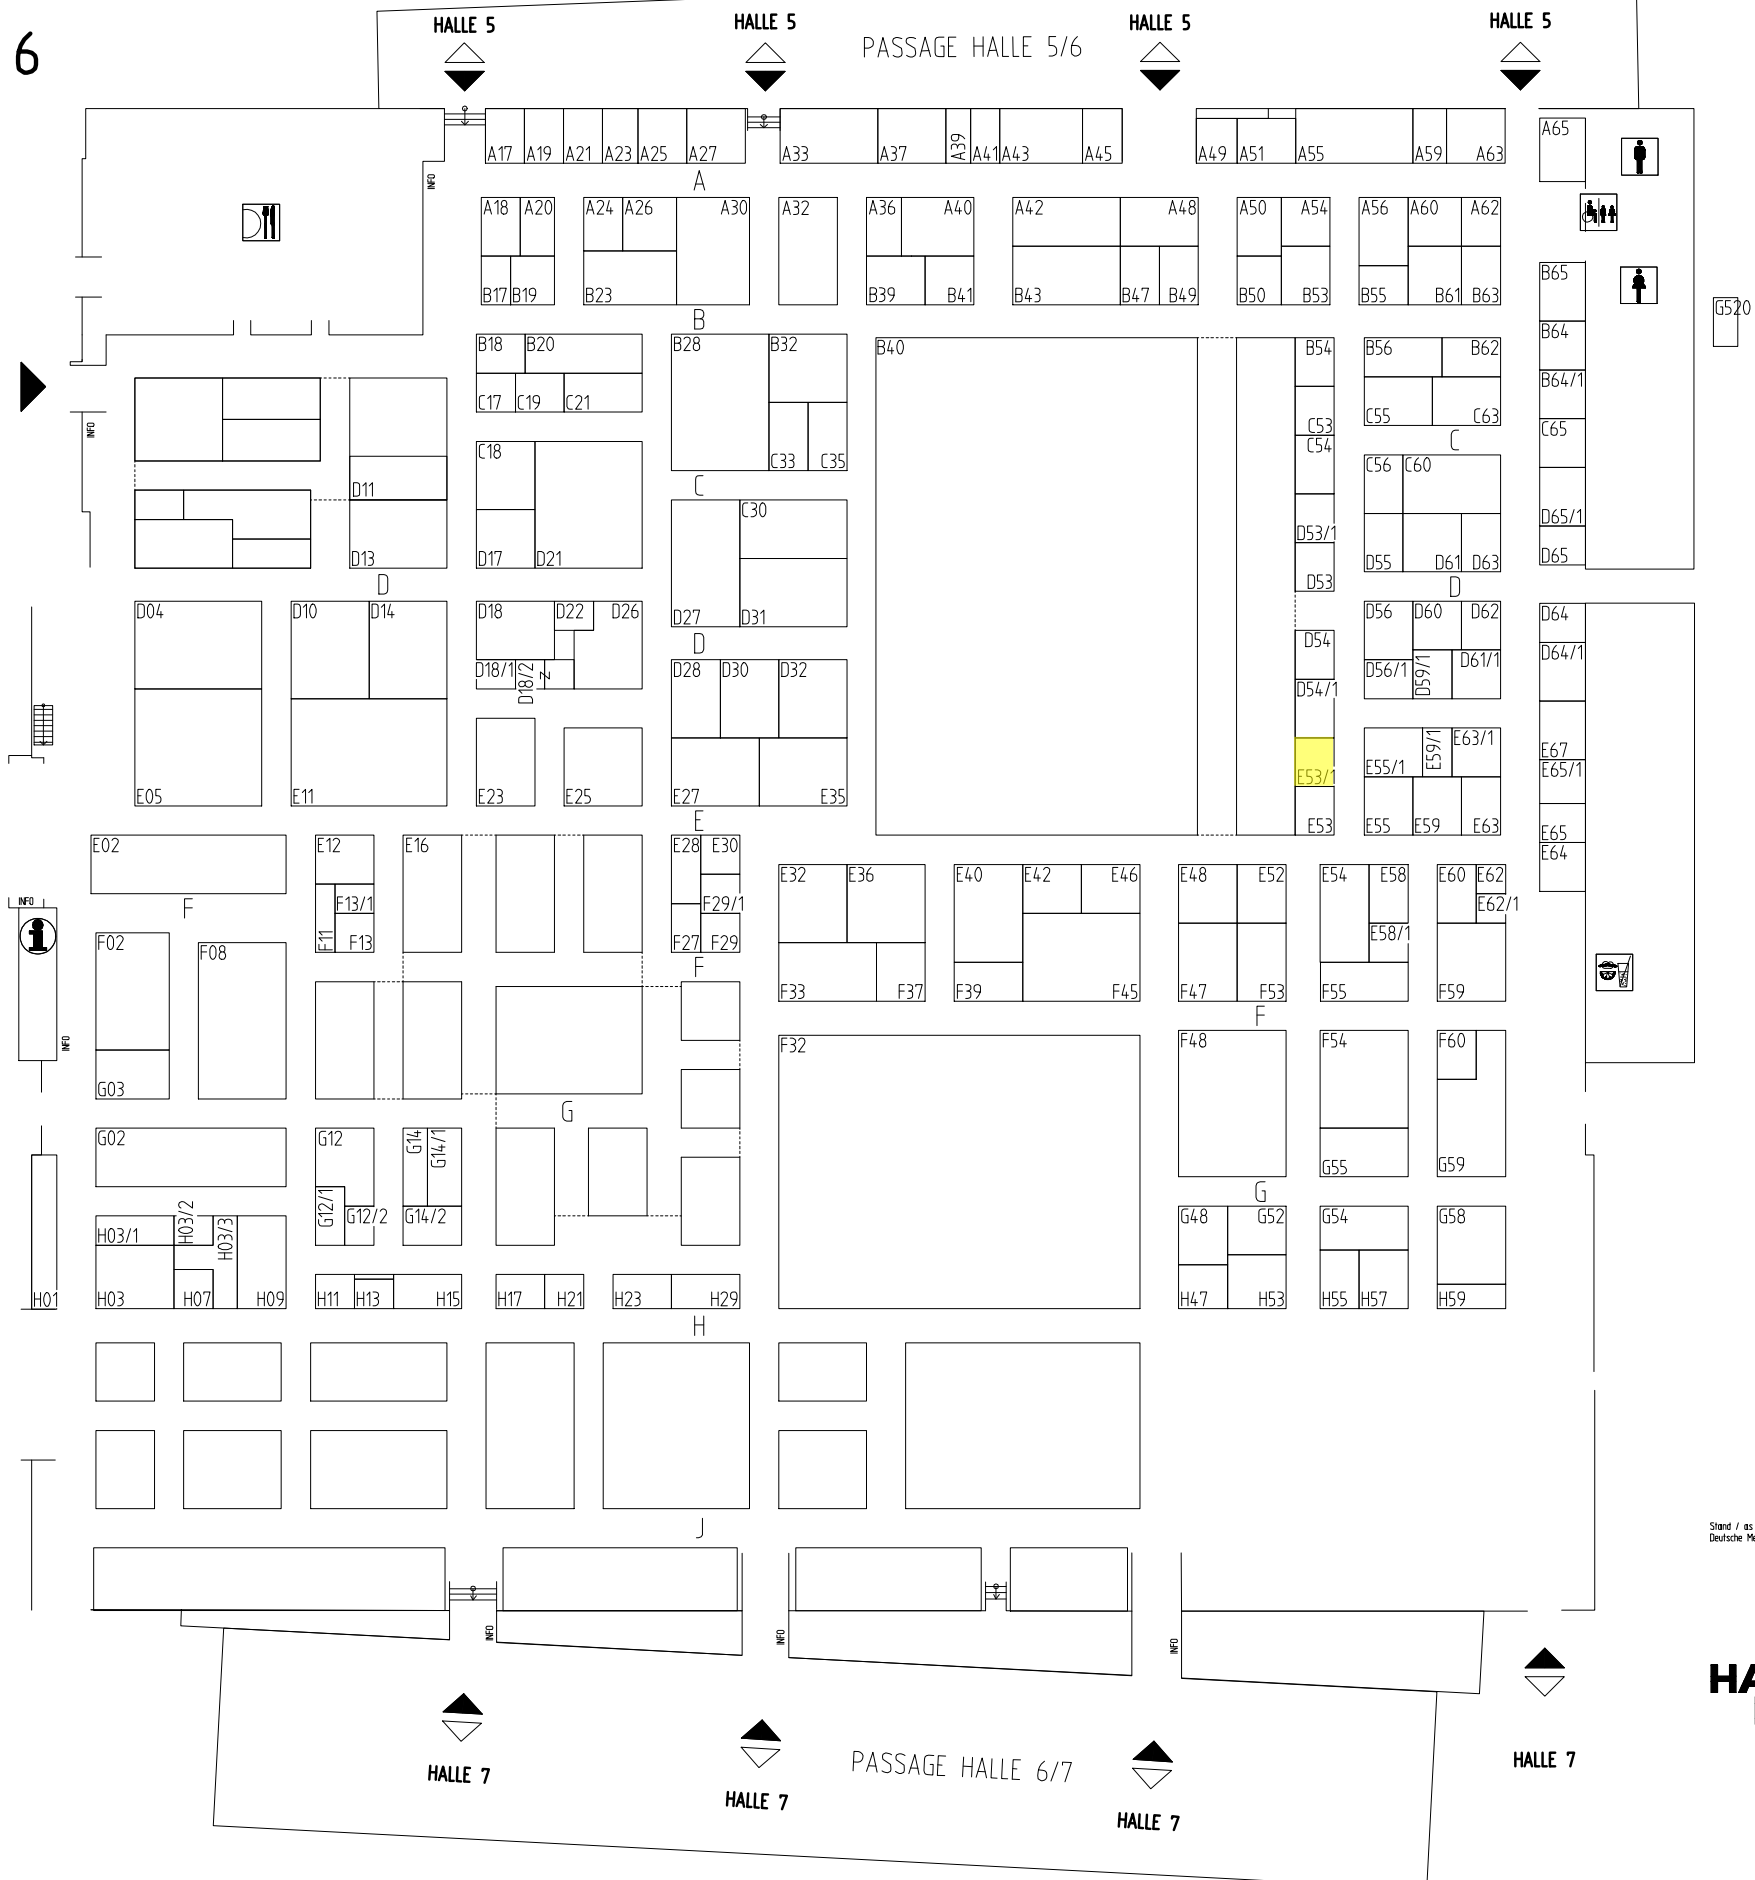 6
HALLE 5 HALLE 5 PASSAGE HALLE 5/6 HALLE 5 HALLE 5
A17 A19 A21 A23 A25 A27 A33 A37 A39 A41 A43 A45 A49 A51 A55 A59 A63 A65
INFO
A
A18 A20 A24 A26 A30 A32 A36 A40 A42 A48 A50 A54 A56 A60 A62
B17 B19 B23 B39 B41 B43 B47 B49 B50 B53 B55 B61 B63 B65
G520
B
B18 B20 B28 B32 B40 B54 B56 B62 B64
B64/1
C17 C19 C21 C53 C55 C63 C65
INFO
C18 C33 C35 C54 C
D11 C C56 C60
C30 D65/1
D53/1
D13 D17 D21 D53 D55 D61 D63 D65
D D
D04 D10 D14 D18 D22 D26 D27 D31 D56 D60 D62 D64
D D54
D18/1 D18/2 Z D28 D30 D32 D56/1 D59/1 D61/1 D64/1
D54/1
E59/1 E63/1 E67
E53/1 E55/1 E65/1
E05 E11 E23 E25 E27 E35
E E53 E55 E59 E63 E65
E02 E12 E16 E28 E30 E64
E32 E36 E40 E42 E46 E48 E52 E54 E58 E60 E62
INFO F F13/1 F29/1 E62/1
F02 F08 F11 F13 F27 F29 E58/1
F
F33 F37 F39 F45 F47 F53 F55 F59
F
INFO F32 F48 F54 F60
G03
G
G02 G12 G14 G14/1
G55 G59
G12/1 G
H03/1 H03/2 H03/3 G12/2 G14/2 G48 G52 G54 G58
H01 H03 H07 H09 H11 H13 H15 H17 H21 H23 H29 H47 H53 H55 H57 H59
H
J
Stand / as
Deutsche Me
INFO INFO INFO
HA
PASSAGE HALLE 6/7
HALLE 7 HALLE 7 HALLE 7 HALLE 7